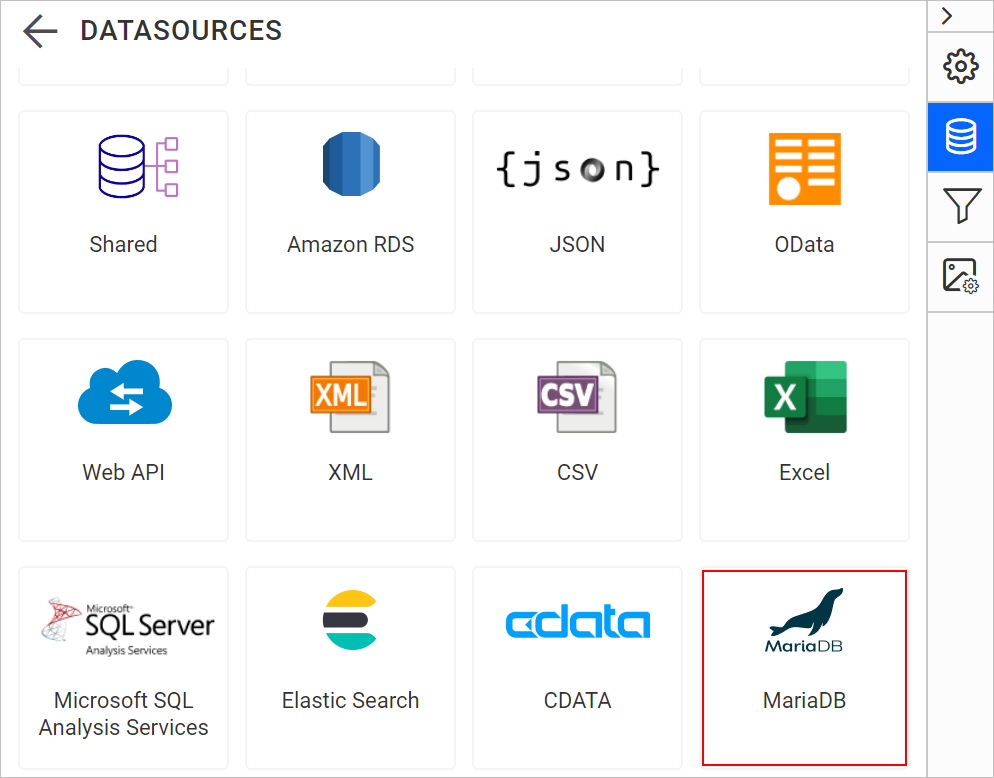 DATASOURCES
{json}
Shared
Amazon RDS
JSON
OData
XML
CSV
X
Web API
XML
CSV
Excel
Microsoft®
SQL Server
Analysis Services
cdata
MariaDB
Microsoft SQL
Analysis Services
Elastic Search
CDATA
MariaDB